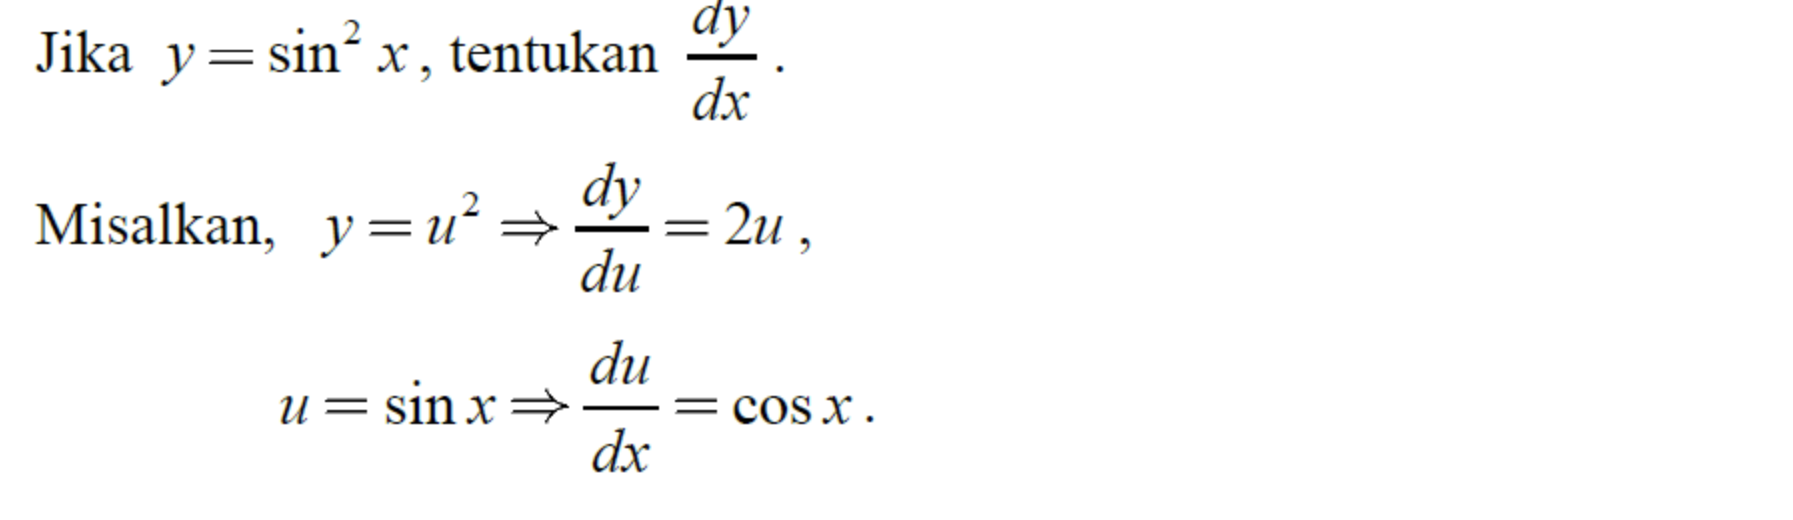 Jika y = sin² x, tentukan dy/dx.
Misalkan, y = u² ⇒ dy/du = 2u,
u = sin x ⇒ du/dx = cos x.